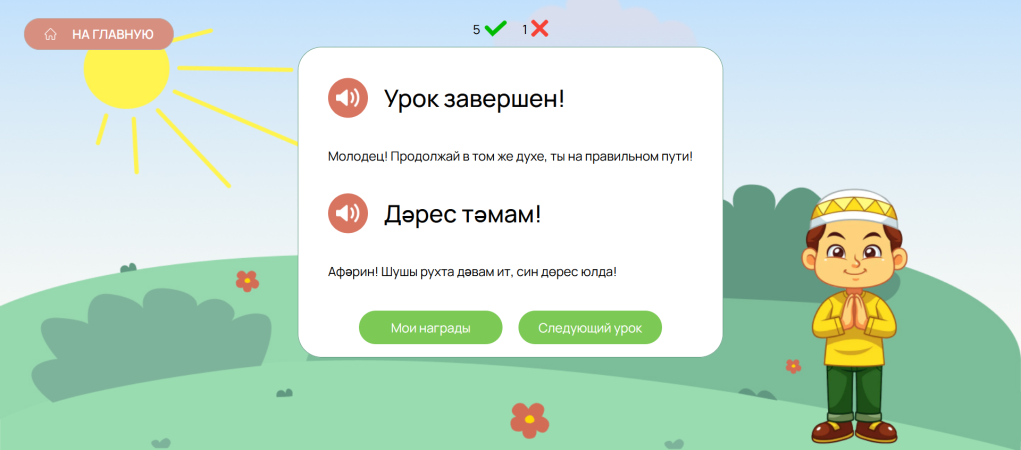 НА ГЛАВНУЮ
5 1
Урок завершен!
Молодец! Продолжай в том же духе, ты на правильном пути!
Дәрес тәмам!
Афәрин! Шушы рухта дәвам ит, син дөрес юлда!
Мои награды
Следующий урок